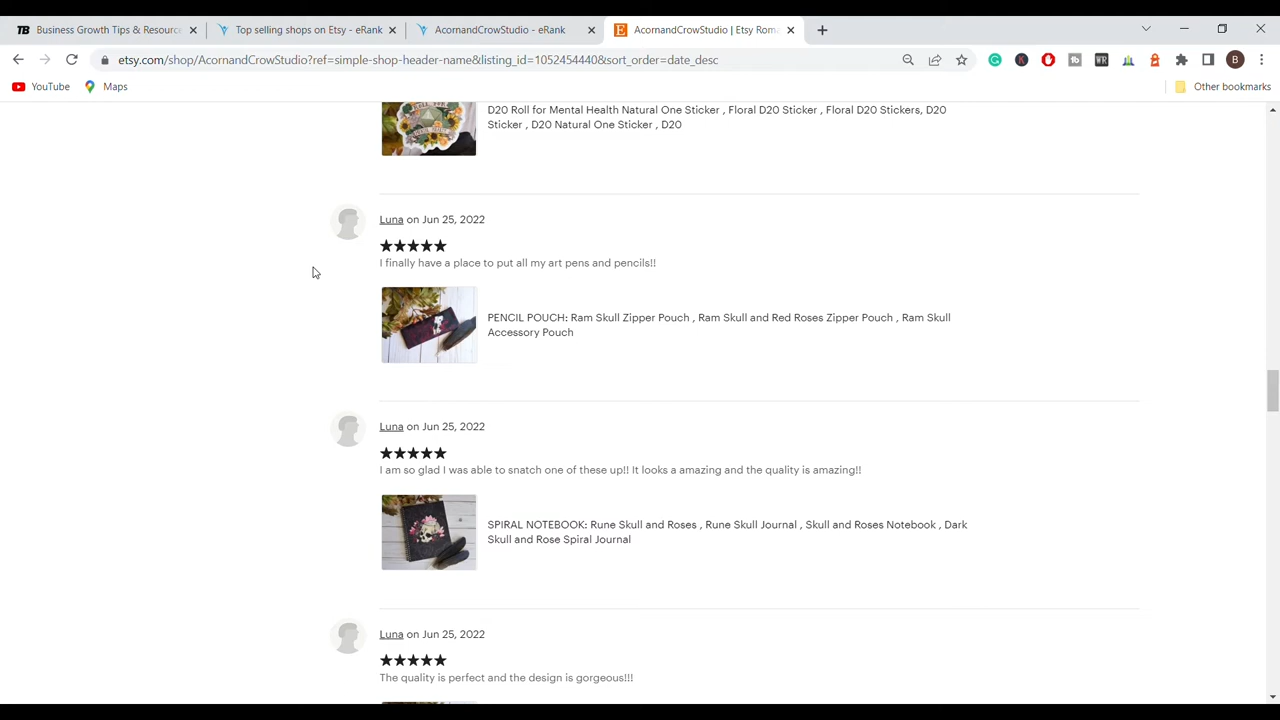 Business Growth Tips & Resource
Top selling shops on Etsy - eRank
AcornandCrowStudio - eRank
AcornandCrowStudio | Etsy Roma
etsy.com/shop/AcornandCrowStudio?ref=simple-shop-header-name&listing_id=1052454440&sort_order=date_desc
YouTube
Maps
Other bookmarks
D20 Roll for Mental Health Natural One Sticker , Floral D20 Sticker , Floral D20 Stickers, D20
Sticker , D20 Natural One Sticker , D20
Luna on Jun 25, 2022
★★★★★
I finally have a place to put all my art pens and pencils!!
PENCIL POUCH: Ram Skull Zipper Pouch , Ram Skull and Red Roses Zipper Pouch , Ram Skull
Accessory Pouch
Luna on Jun 25, 2022
★★★★★
I am so glad I was able to snatch one of these up!! It looks a amazing and the quality is amazing!!
SPIRAL NOTEBOOK: Rune Skull and Roses , Rune Skull Journal , Skull and Roses Notebook , Dark
Skull and Rose Spiral Journal
Luna on Jun 25, 2022
★★★★★
The quality is perfect and the design is gorgeous!!!